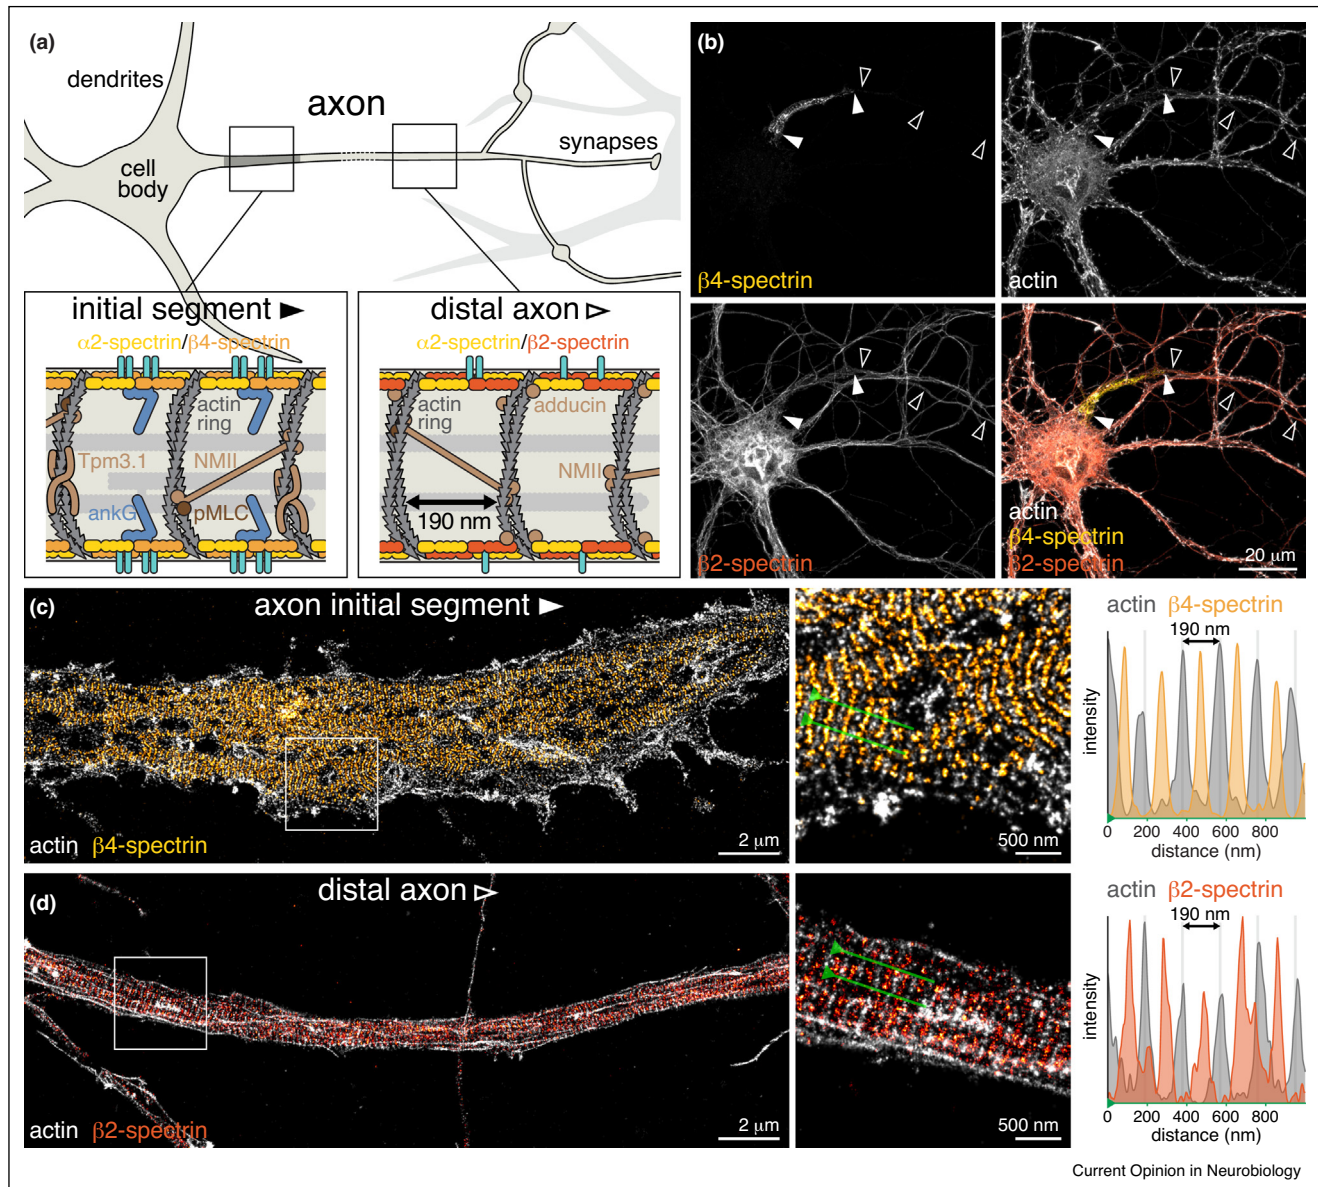 (a)
dendrites
axon
cell
body
synapses
initial segment ►
α2-spectrin/β4-spectrin
actin
ring
Tpm3.1
NMII
ankG
pMLC
distal axon ▷
α2-spectrin/β2-spectrin
actin
ring
adducin
NMII
190 nm
(b)
β4-spectrin
actin
β2-spectrin
actin
β4-spectrin
β2-spectrin
20 μm
(c)
axon initial segment ►
actin β4-spectrin
2 μm
500 nm
actin β4-spectrin
190 nm
intensity
0 200 400 600 800
distance (nm)
(d)
distal axon ▷
actin β2-spectrin
2 μm
500 nm
actin β2-spectrin
190 nm
intensity
0 200 400 600 800
distance (nm)
Current Opinion in Neurobiology